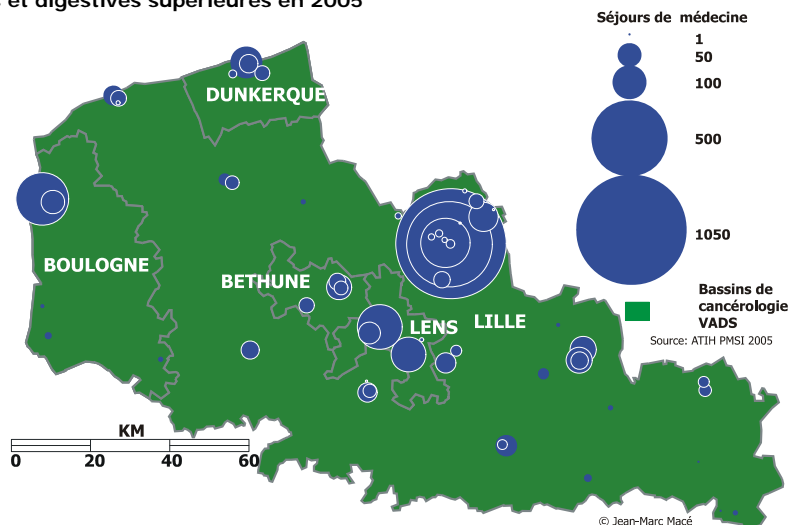 et digestives supérieures en 2005
Séjours de médecine
1
50
100
500
1050
Bassins de
cancérologie
VADS
Source: ATIH PMSI 2005
DUNKERQUE
BOULOGNE
BETHUNE
LENS
LILLE
KM
0 20 40 60
© Jean-Marc Macé